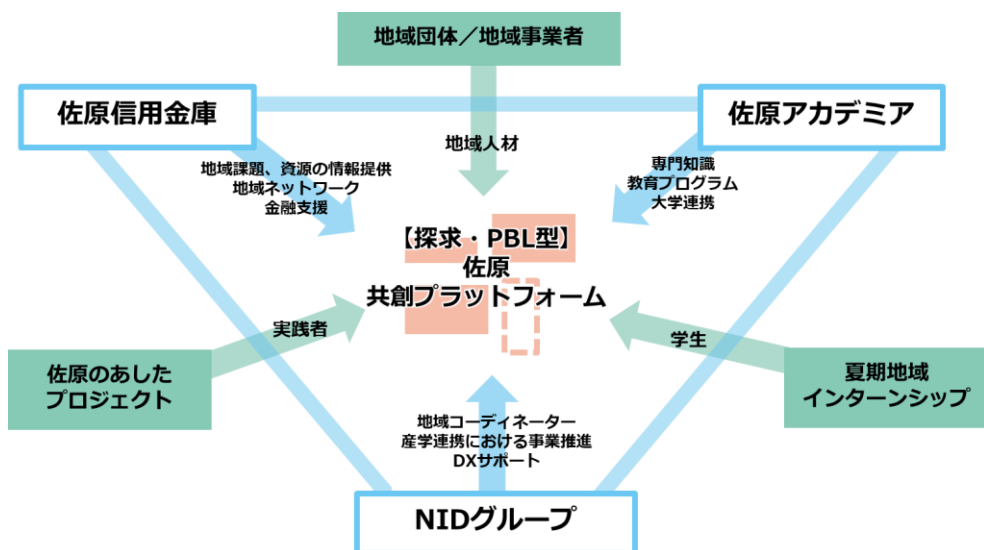 地域団体／地域事業者
佐原信用金庫
佐原アカデミア
地域人材
地域課題、資源の情報提供
地域ネットワーク
金融支援
専門知識
教育プログラム
大学連携
【探求・PBL型】
佐原
共創プラットフォーム
実践者
学生
佐原のあした
プロジェクト
夏期地域
インターンシップ
地域コーディネーター
産学連携における事業推進
DXサポート
NIDグループ